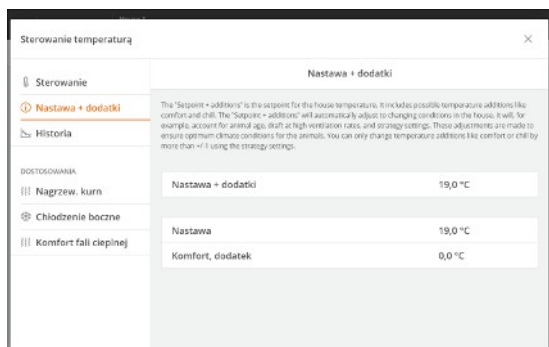 Sterowanie temperaturą
Sterowanie
Nastawa + dodatki
Historia
DOSTOSOWANIA
Nagrzew. kurn
Chłodzenie boczne
Komfort fali cieplnej
Nastawa + dodatki
The "Setpoint + additions" is the setpoint for the house temperature. It includes possible temperature additions like
comfort and chill. The "Setpoint + additions" will automatically adjust to changing conditions in the house. It will, for
example, account for animal age, draft at high ventilation rates, and strategy settings. These adjustments are made to
ensure optimum climate conditions for the animals. You can only change temperature additions like comfort or chill by
more than +/-1 using the strategy settings.
Nastawa + dodatki 19,0 °C
Nastawa 19,0 °C
Komfort, dodatek 0,0 °C